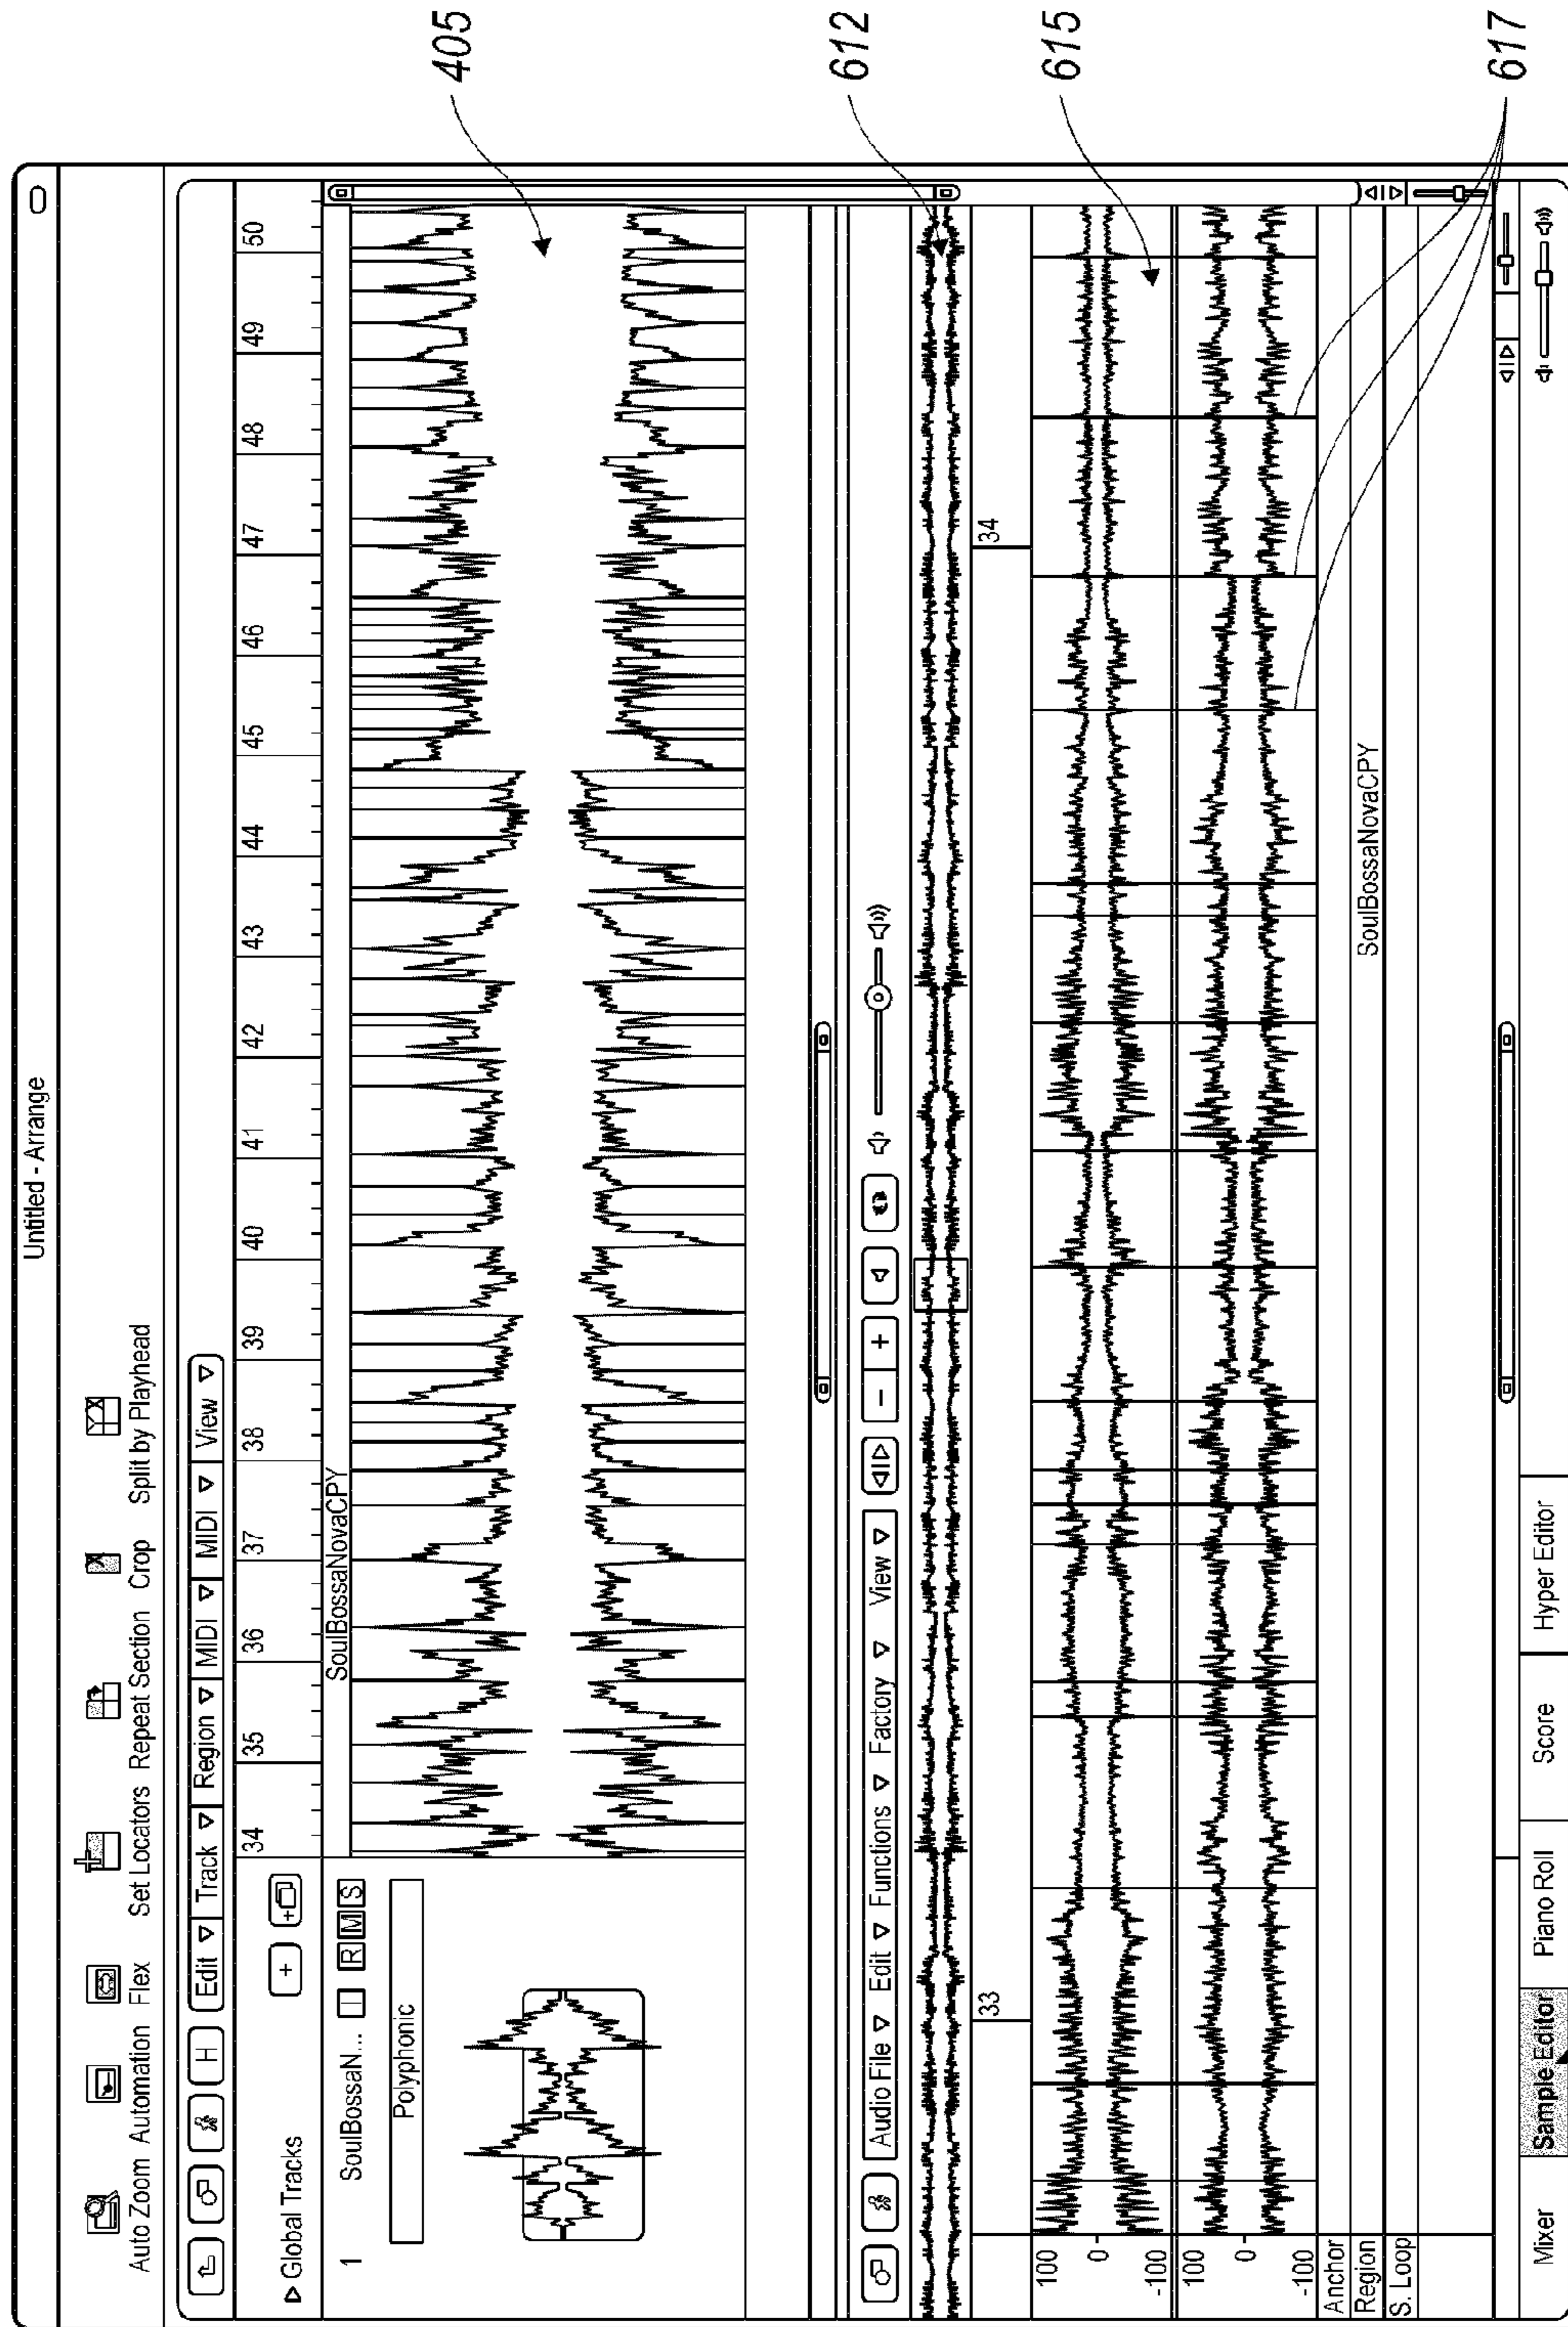 Untitled - Arrange
Auto Zoom Automation Flex Set Locators Repeat Section Crop Split by Playhead
H Edit Track Region MIDI MIDI View
Global Tracks
34 35 36 37 38 39 40 41 42 43 44 45 46 47 48 49 50
SoulBossaNovaCPY
1 SoulBossaN... I R M S
Polyphonic
405
Audio File Edit Functions Factory View
612
33 34
100
0
-100
615
100
0
-100
Anchor
Region SoulBossaNovaCPY
S. Loop
617
Mixer Sample Editor Piano Roll Score Hyper Editor